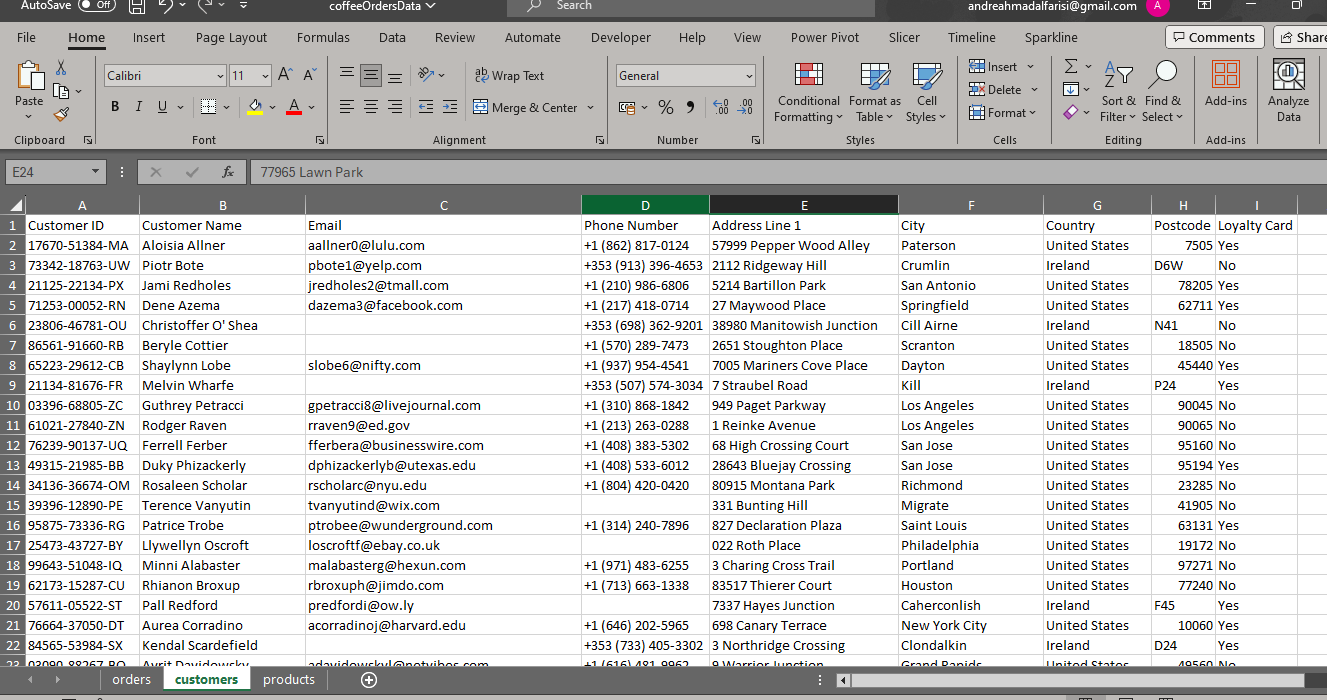 AutoSave Off coffeeOrdersData Search andreahmadalfarisi@gmail.com A
File Home Insert Page Layout Formulas Data Review Automate Developer Help View Power Pivot Slicer Timeline Sparkline Comments Share
Calibri 11 A A ab Wrap Text General Insert
Paste B I U A Merge & Center % 9 .00 Conditional Formatting Format as Table Cell Styles Delete Format Sort & Filter Find & Select Add-ins Analyze Data
Clipboard Font Alignment Number Styles Cells Editing Add-ins
E24 fx 77965 Lawn Park
A B C D E F G H I
1 Customer ID Customer Name Email Phone Number Address Line 1 City Country Postcode Loyalty Card
2 17670-51384-MA Aloisia Allner aallner0@lulu.com +1 (862) 817-0124 57999 Pepper Wood Alley Paterson United States 7505 Yes
3 73342-18763-UW Piotr Bote pbote1@yelp.com +353 (913) 396-4653 2112 Ridgeway Hill Crumlin Ireland D6W No
4 21125-22134-PX Jami Redholes jredholes2@tmall.com +1 (210) 986-6806 5214 Bartillon Park San Antonio United States 78205 Yes
5 71253-00052-RN Dene Azema dazema3@facebook.com +1 (217) 418-0714 27 Maywood Place Springfield United States 62711 Yes
6 23806-46781-OU Christoffer O' Shea +353 (698) 362-9201 38980 Manitowish Junction Cill Airne Ireland N41 No
7 86561-91660-RB Beryle Cottier +1 (570) 289-7473 2651 Stoughton Place Scranton United States 18505 No
8 65223-29612-CB Shaylynn Lobe slobe6@nifty.com +1 (937) 954-4541 7005 Mariners Cove Place Dayton United States 45440 Yes
9 21134-81676-FR Melvin Wharfe +353 (507) 574-3034 7 Straubel Road Kill Ireland P24 Yes
10 03396-68805-ZC Guthrey Petracci gpetracci8@livejournal.com +1 (310) 868-1842 949 Paget Parkway Los Angeles United States 90045 No
11 61021-27840-ZN Rodger Raven rraven9@ed.gov +1 (213) 263-0288 1 Reinke Avenue Los Angeles United States 90065 No
12 76239-90137-UQ Ferrell Ferber fferbera@businesswire.com +1 (408) 383-5302 68 High Crossing Court San Jose United States 95160 No
13 49315-21985-BB Duky Phizackerly dphizackerlyb@utexas.edu +1 (408) 533-6012 28643 Bluejay Crossing San Jose United States 95194 Yes
14 34136-36674-OM Rosaleen Scholar rscholarc@nyu.edu +1 (804) 420-0420 80915 Montana Park Richmond United States 23285 No
15 39396-12890-PE Terence Vanyutin tvanyutind@wix.com 331 Bunting Hill Migrate United States 41905 No
16 95875-73336-RG Patrice Trobe ptrobee@wunderground.com +1 (314) 240-7896 827 Declaration Plaza Saint Louis United States 63131 Yes
17 25473-43727-BY Llywellyn Oscroft loscroftf@ebay.co.uk 022 Roth Place Philadelphia United States 19172 No
18 99643-51048-IQ Minni Alabaster malabasterg@hexun.com +1 (971) 483-6255 3 Charing Cross Trail Portland United States 97271 No
19 62173-15287-CU Rhianon Broxup rbroxuph@jimdo.com +1 (713) 663-1338 83517 Thierer Court Houston United States 77240 No
20 57611-05522-ST Pall Redford predfordi@ow.ly 7337 Hayes Junction Caherconlish Ireland F45 Yes
21 76664-37050-DT Aurea Corradino acorradinoj@harvard.edu +1 (646) 202-5965 698 Canary Terrace New York City United States 10060 Yes
22 84565-53984-SX Kendal Scardefield +353 (733) 405-3302 3 Northridge Crossing Clondalkin Ireland D24 Yes
23 03090-88267-BQ Avrit Davidowsky adavidowskyl@netvibes.com +1 (616) 481-9962 9 Warrior Junction Grand Rapids United States 49560 No
orders customers products